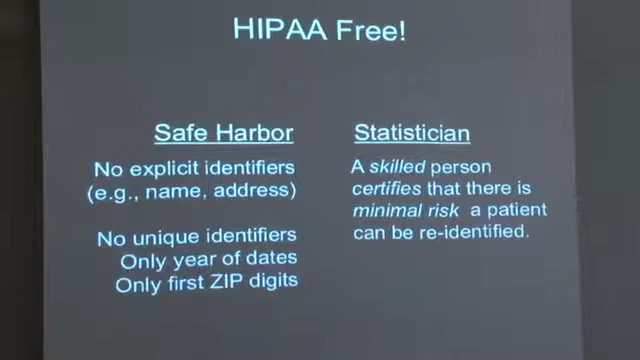 HIPAA Free!
Safe Harbor
No explicit identifiers
(e.g., name, address)
No unique identifiers
Only year of dates
Only first ZIP digits
Statistician
A skilled person
certifies that there is
minimal risk a patient
can be re-identified.